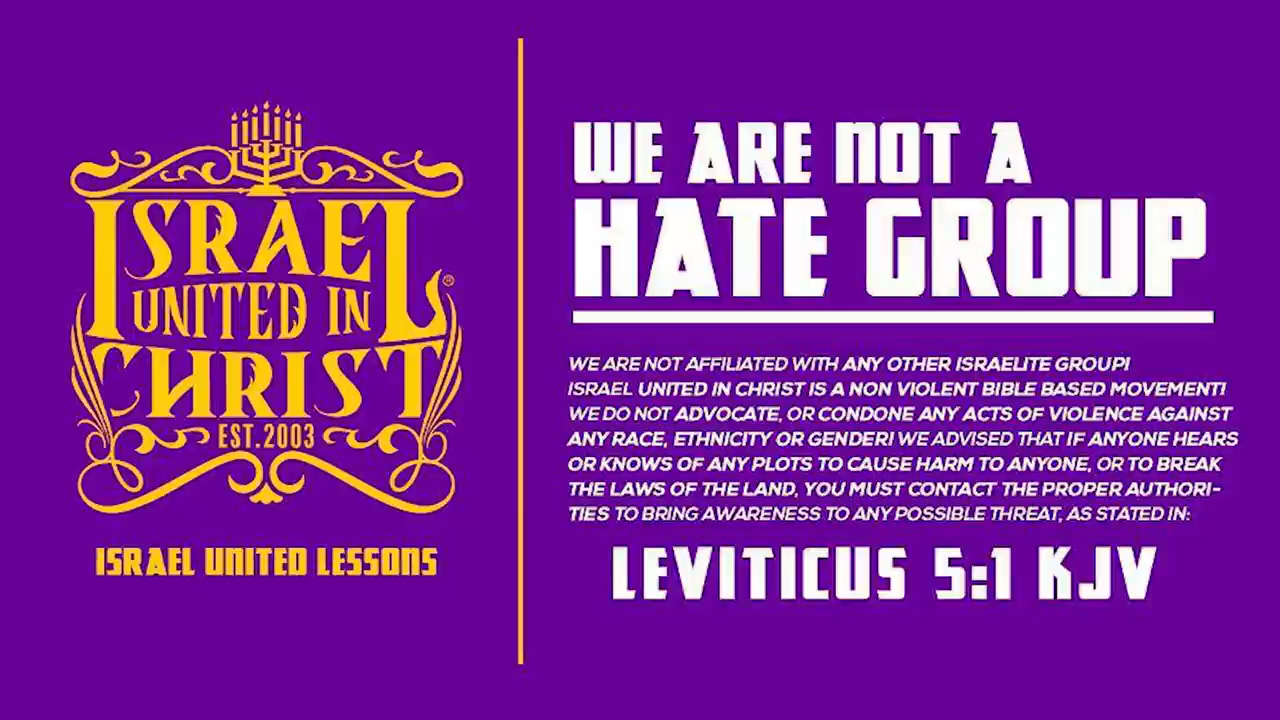 ISRAEL
UNITED IN
CHRIST
EST. 2003
®
ISRAEL UNITED LESSONS
WE ARE NOT A
HATE GROUP
WE ARE NOT AFFILIATED WITH ANY OTHER ISRAELITE GROUP!
ISRAEL UNITED IN CHRIST IS A NON VIOLENT BIBLE BASED MOVEMENT!
WE DO NOT ADVOCATE, OR CONDONE ANY ACTS OF VIOLENCE AGAINST
ANY RACE, ETHNICITY OR GENDER! WE ADVISED THAT IF ANYONE HEARS
OR KNOWS OF ANY PLOTS TO CAUSE HARM TO ANYONE, OR TO BREAK
THE LAWS OF THE LAND, YOU MUST CONTACT THE PROPER AUTHORI-
TIES TO BRING AWARENESS TO ANY POSSIBLE THREAT, AS STATED IN:
LEVITICUS 5:1 KJV